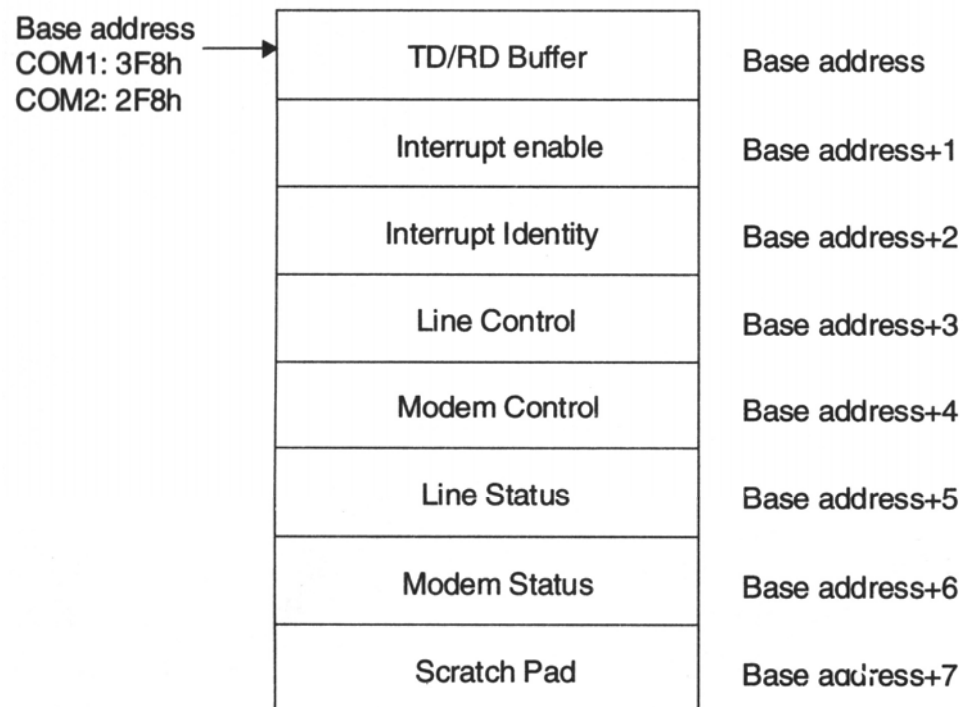 Base address
COM1: 3F8h
COM2: 2F8h
TD/RD Buffer Base address
Interrupt enable Base address+1
Interrupt Identity Base address+2
Line Control Base address+3
Modem Control Base address+4
Line Status Base address+5
Modem Status Base address+6
Scratch Pad Base address+7